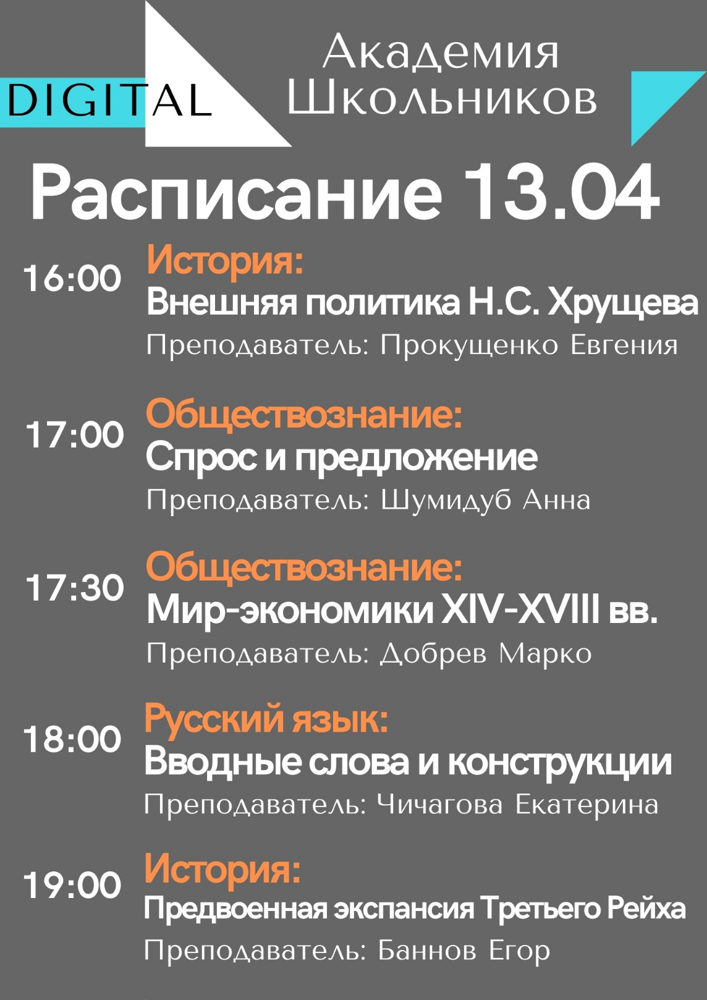 Академия
DIGITAL Школьников
Расписание 13.04
16:00 История:
Внешняя политика Н.С. Хрущева
Преподаватель: Прокущенко Евгения
17:00 Обществознание:
Спрос и предложение
Преподаватель: Шумидуб Анна
17:30 Обществознание:
Мир-экономики XIV-XVIII вв.
Преподаватель: Добрев Марко
18:00 Русский язык:
Вводные слова и конструкции
Преподаватель: Чичагова Екатерина
19:00 История:
Предвоенная экспансия Третьего Рейха
Преподаватель: Баннов Егор